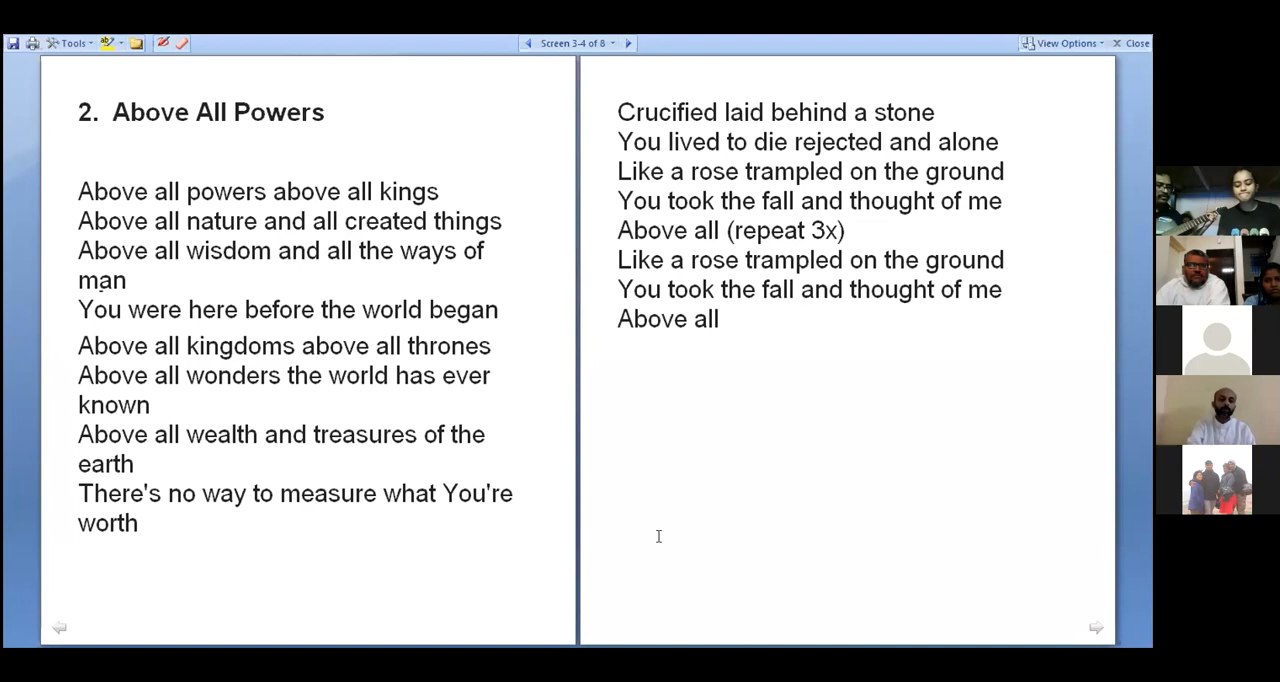 Tools
Screen 3-4 of 8
View Options
Close
2. Above All Powers
Above all powers above all kings
Above all nature and all created things
Above all wisdom and all the ways of
man
You were here before the world began
Above all kingdoms above all thrones
Above all wonders the world has ever
known
Above all wealth and treasures of the
earth
There's no way to measure what You're
worth
Crucified laid behind a stone
You lived to die rejected and alone
Like a rose trampled on the ground
You took the fall and thought of me
Above all (repeat 3x)
Like a rose trampled on the ground
You took the fall and thought of me
Above all